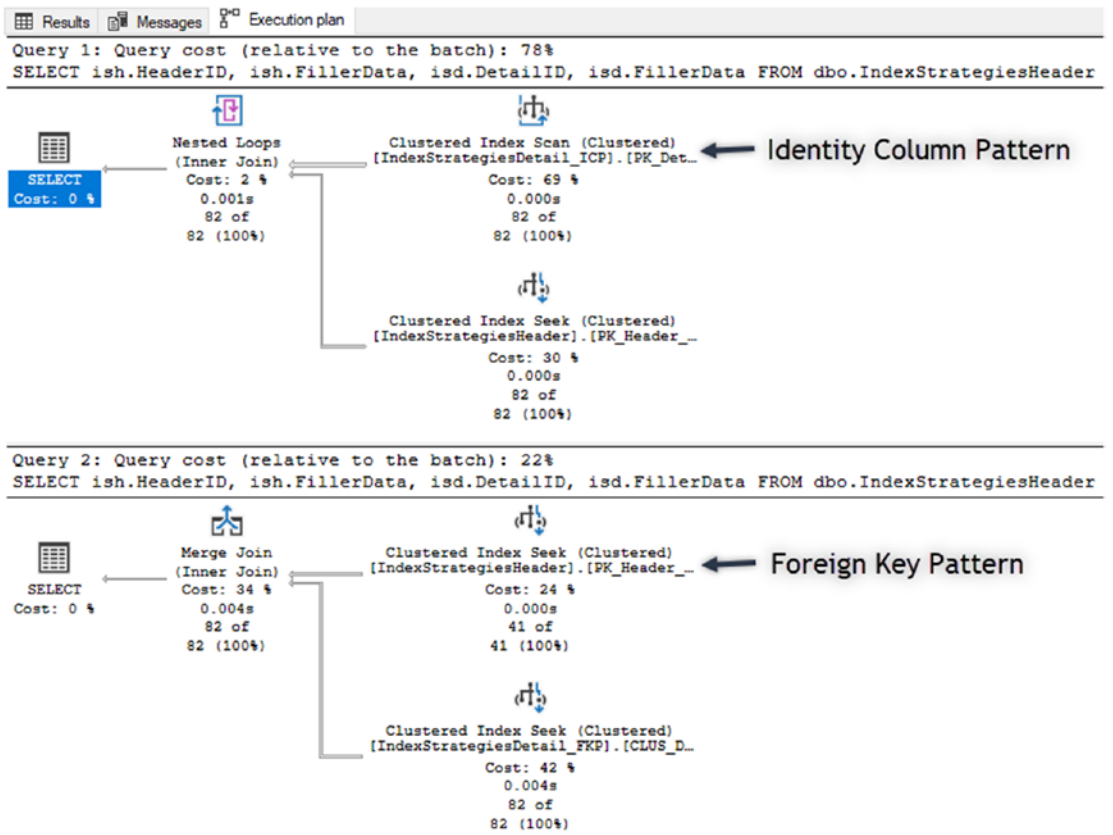 Results Messages Execution plan
Query 1: Query cost (relative to the batch): 78%
SELECT ish.HeaderID, ish.FillerData, isd.DetailID, isd.FillerData FROM dbo.IndexStrategiesHeader
SELECT
Cost: 0 %
Nested Loops
(Inner Join)
Cost: 2 %
0.001s
82 of
82 (100%)
Clustered Index Scan (Clustered)
[IndexStrategiesDetail_ICP].[PK_Det…
Cost: 69 %
0.000s
82 of
82 (100%)
Identity Column Pattern
Clustered Index Seek (Clustered)
[IndexStrategiesHeader].[PK_Header_…
Cost: 30 %
0.000s
82 of
82 (100%)
Query 2: Query cost (relative to the batch): 22%
SELECT ish.HeaderID, ish.FillerData, isd.DetailID, isd.FillerData FROM dbo.IndexStrategiesHeader
SELECT
Cost: 0 %
Merge Join
(Inner Join)
Cost: 34 %
0.004s
82 of
82 (100%)
Clustered Index Seek (Clustered)
[IndexStrategiesHeader].[PK_Header_…
Cost: 24 %
0.000s
41 of
41 (100%)
Foreign Key Pattern
Clustered Index Seek (Clustered)
[IndexStrategiesDetail_FKP].[CLUS_D…
Cost: 42 %
0.004s
82 of
82 (100%)